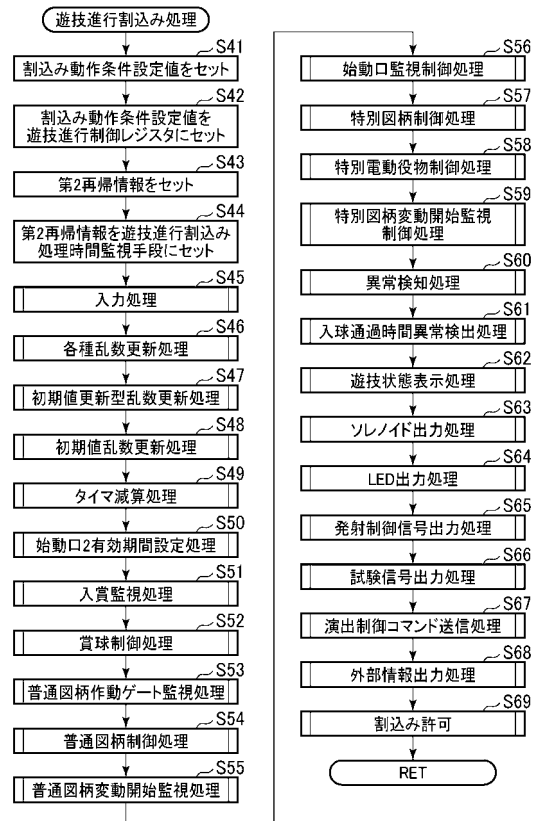 遊技進行割込み処理
S41
割込み動作条件設定値をセット
S42
割込み動作条件設定値を
遊技進行制御レジスタにセット
S43
第2再帰情報をセット
S44
第2再帰情報を遊技進行割込み
処理時間監視手段にセット
S45
入力処理
S46
各種乱数更新処理
S47
初期値更新型乱数更新処理
S48
初期値乱数更新処理
S49
タイマ減算処理
S50
始動口2有効期間設定処理
S51
入賞監視処理
S52
賞球制御処理
S53
普通図柄作動ゲート監視処理
S54
普通図柄制御処理
S55
普通図柄変動開始監視処理
S56
始動口監視制御処理
S57
特別図柄制御処理
S58
特別電動役物制御処理
S59
特別図柄変動開始監視
制御処理
S60
異常検知処理
S61
入球通過時間異常検出処理
S62
遊技状態表示処理
S63
ソレノイド出力処理
S64
LED出力処理
S65
発射制御信号出力処理
S66
試験信号出力処理
S67
演出制御コマンド送信処理
S68
外部情報出力処理
S69
割込み許可
RET